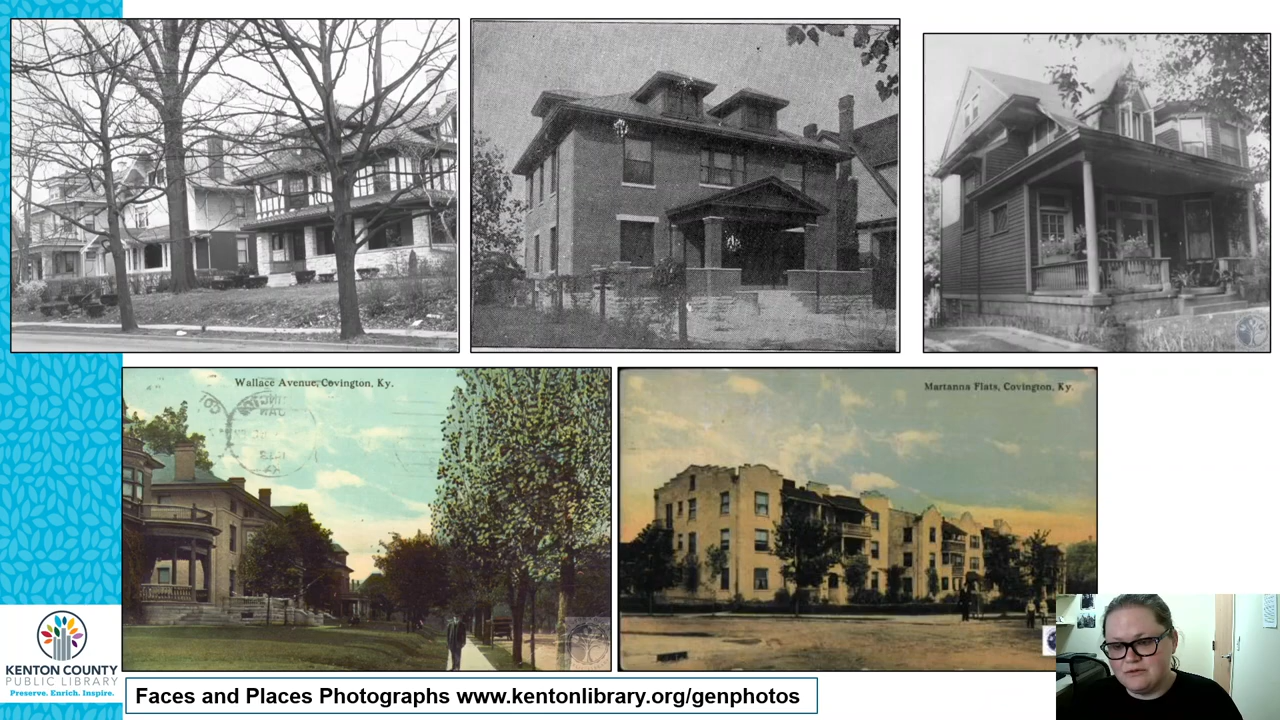 Wallace Avenue, Covington, Ky.
Martanna Flats, Covington, Ky.
KENTON COUNTY
PUBLIC LIBRARY
Preserve. Enrich. Inspire.
Faces and Places Photographs www.kentonlibrary.org/genphotos